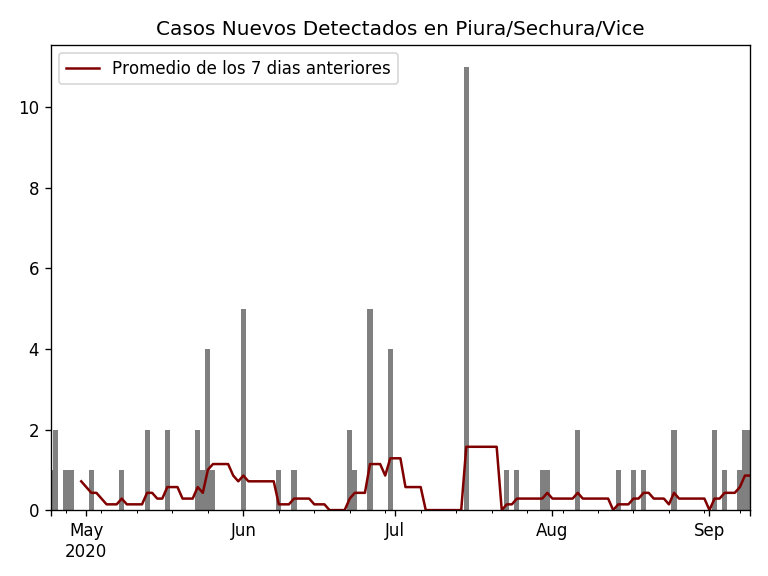 Casos Nuevos Detectados en Piura/Sechura/Vice
Promedio de los 7 dias anteriores
10
8
6
4
2
0
May Jun Jul Aug Sep
2020